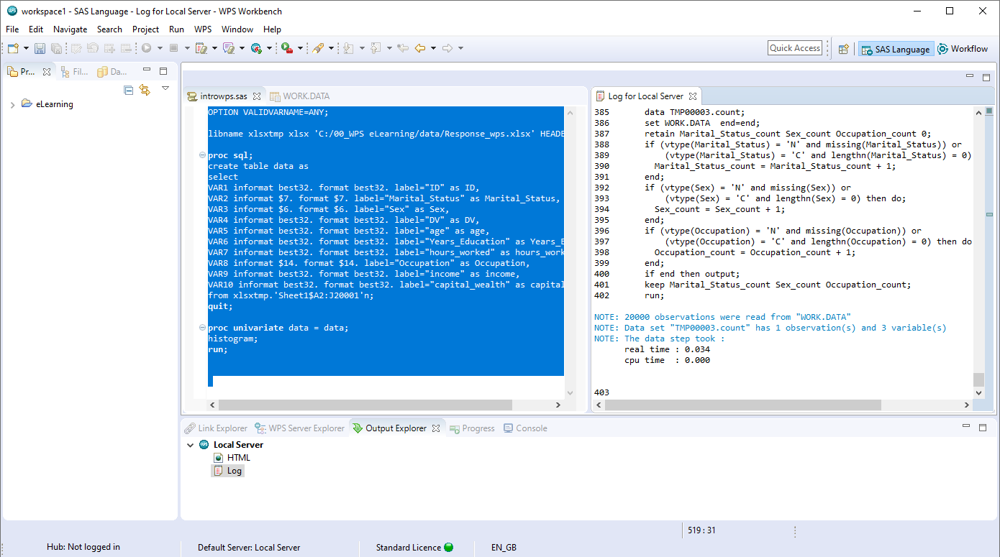 WPS workspace1 - SAS Language - Log for Local Server - WPS Workbench
File Edit Navigate Search Project Run WPS Window Help
Quick Access SAS Language Workflow
Pr... Fil... Da...
eLearning
introwps.sas WORK.DATA
OPTION VALIDVARNAME=ANY;
libname xlsxtmp xlsx 'C:/00_WPS eLearning/data/Response_wps.xlsx' HEADE
proc sql;
create table data as
select
VAR1 informat best32. format best32. label="ID" as ID,
VAR2 informat $7. format $7. label="Marital_Status" as Marital_Status,
VAR3 informat $6. format $6. label="Sex" as Sex,
VAR4 informat best32. format best32. label="DV" as DV,
VAR5 informat best32. format best32. label="age" as age,
VAR6 informat best32. format best32. label="Years_Education" as Years_E
VAR7 informat best32. format best32. label="hours_worked" as hours_work
VAR8 informat $14. format $14. label="Occupation" as Occupation,
VAR9 informat best32. format best32. label="income" as income,
VAR10 informat best32. format best32. label="capital_wealth" as capital
from xlsxtmp.'Sheet1$A2:J20001'n;
quit;
proc univariate data = data;
histogram;
run;
Log for Local Server
385 data TMP00003.count;
386 set WORK.DATA end=end;
387 retain Marital_Status_count Sex_count Occupation_count 0;
388 if (vtype(Marital_Status) = 'N' and missing(Marital_Status)) or
389 (vtype(Marital_Status) = 'C' and lengthn(Marital_Status) = 0)
390 Marital_Status_count = Marital_Status_count + 1;
391 end;
392 if (vtype(Sex) = 'N' and missing(Sex)) or
393 (vtype(Sex) = 'C' and lengthn(Sex) = 0) then do;
394 Sex_count = Sex_count + 1;
395 end;
396 if (vtype(Occupation) = 'N' and missing(Occupation)) or
397 (vtype(Occupation) = 'C' and lengthn(Occupation) = 0) then do
398 Occupation_count = Occupation_count + 1;
399 end;
400 if end then output;
401 keep Marital_Status_count Sex_count Occupation_count;
402 run;
NOTE: 20000 observations were read from "WORK.DATA"
NOTE: Data set "TMP00003.count" has 1 observation(s) and 3 variable(s)
NOTE: The data step took :
real time : 0.034
cpu time : 0.000
403
Link Explorer WPS Server Explorer Output Explorer Progress Console
WPS Local Server
HTML
Log
519 : 31
Hub: Not logged in Default Server: Local Server Standard Licence EN_GB